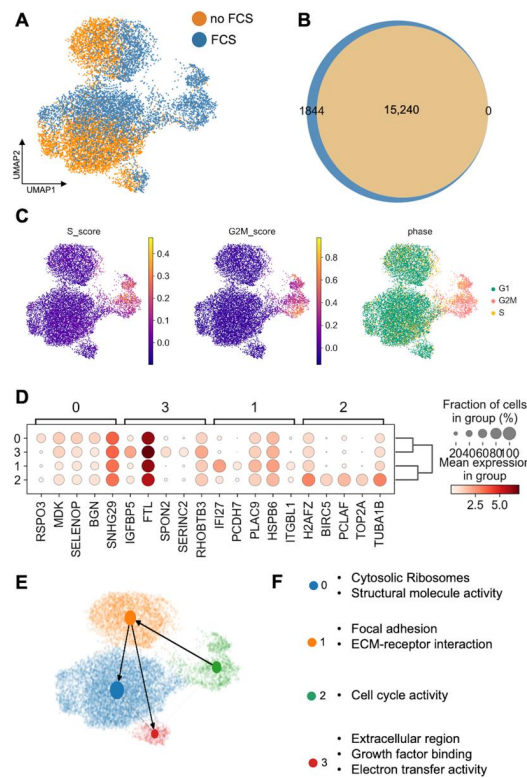 A
no FCS
FCS
UMAP2
UMAP1
B
1844
15,240
0
C
S_score
0.4
0.3
0.2
0.1
0.0
G2M_score
0.8
0.6
0.4
0.2
0.0
phase
G1
G2M
S
D
0
3
1
2
0
3
1
2
RSPO3
MDK
SELENOP
BGN
SNHG29
IGFBP5
FTL
SPON2
SERINC2
RHOBTB3
IFI27
PCDH7
PLAC9
HSPB6
ITGBL1
H2AFZ
BIRC5
PCLAF
TOP2A
TUBA1B
Fraction of cells
in group (%)
20 40 60 80 100
Mean expression
in group
2.5 5.0
E
F
0
• Cytosolic Ribosomes
• Structural molecule activity
1
• Focal adhesion
• ECM-receptor interaction
2
• Cell cycle activity
3
• Extracellular region
• Growth factor binding
• Electron transfer activity